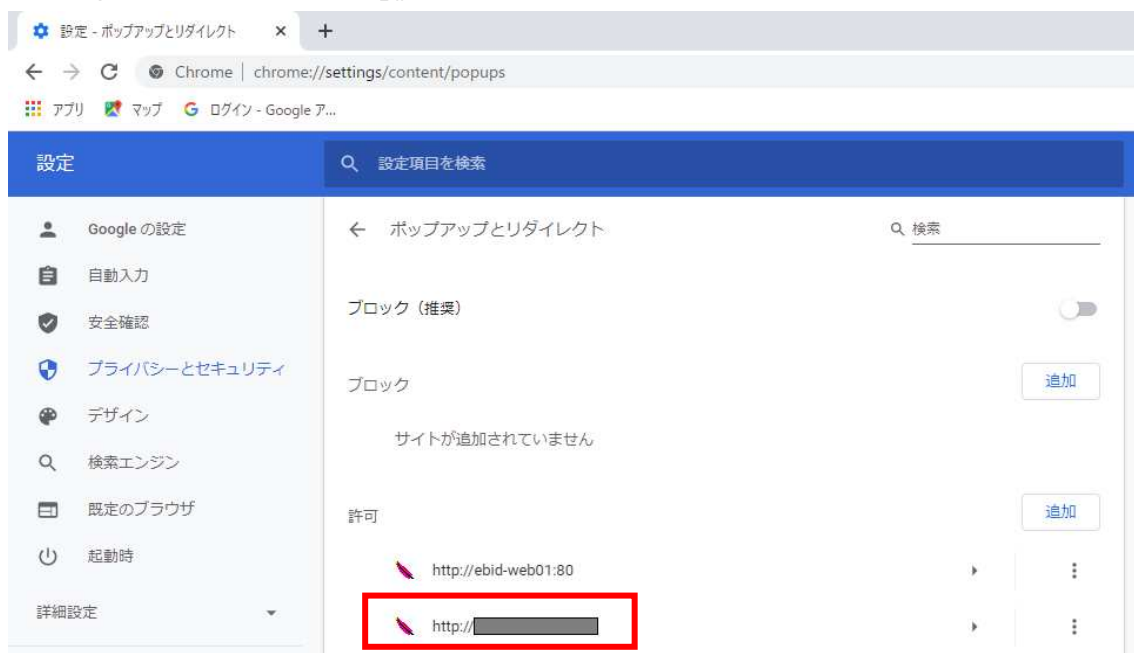 設定 - ポップアップとリダイレクト
Chrome | chrome://settings/content/popups
アプリ マップ G ログイン - Google ア...
設定
設定項目を検索
Google の設定
自動入力
安全確認
プライバシーとセキュリティ
デザイン
検索エンジン
既定のブラウザ
起動時
詳細設定
ポップアップとリダイレクト
検索
ブロック（推奨）
ブロック
追加
サイトが追加されていません
許可
追加
http://ebid-web01:80
http://